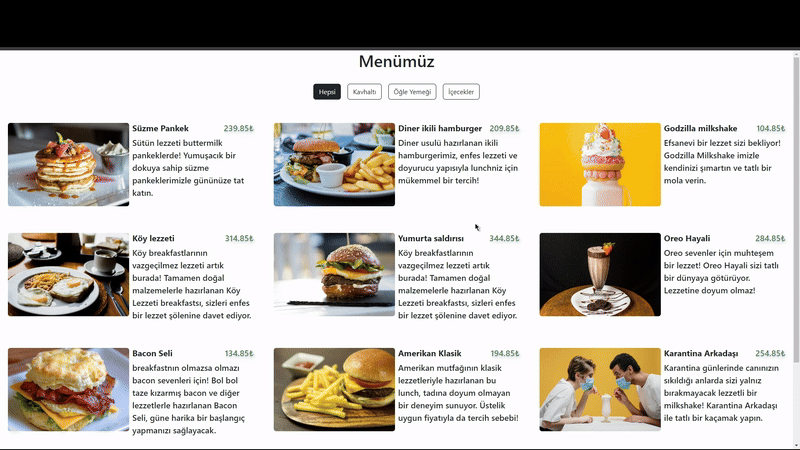 Menümüz
Hepsi
Kavhaltı
Öğle Yemeği
İçecekler
Süzme Pankek 239.85₺
Sütün lezzeti buttermilk
pankeklerde! Yumuşacık bir
dokuya sahip süzme
pankeklerimizle gününüze tat
katın.
Diner ikili hamburger 209.85₺
Diner usulü hazırlanan ikili
hamburgerimiz, enfes lezzeti ve
doyurucu yapısıyla lunchniz için
mükemmel bir tercih!
Godzilla milkshake 104.85₺
Efsanevi bir lezzet sizi bekliyor!
Godzilla Milkshake imizle
kendinizi şımartın ve tatlı bir
mola verin.
Köy lezzeti 314.85₺
Köy breakfastlarının
vazgeçilmez lezzeti artık
burada! Tamamen doğal
malzemelerle hazırlanan Köy
Lezzeti breakfastsı, sizleri enfes
bir lezzet şölenine davet ediyor.
Yumurta saldırısı 344.85₺
Köy breakfastlarının
vazgeçilmez lezzeti artık
burada! Tamamen doğal
malzemelerle hazırlanan Köy
Lezzeti breakfastsı, sizleri enfes
bir lezzet şölenine davet ediyor.
Oreo Hayali 284.85₺
Oreo sevenler için muhteşem
bir lezzet! Oreo Hayali sizi tatlı
bir dünyaya götürüyor.
Lezzetine doyum olmaz!
Bacon Seli 134.85₺
breakfastnın olmazsa olmazı
bacon sevenleri için! Bol bol
taze kızarmış bacon ve diğer
lezzetlerle hazırlanan Bacon
Seli, güne harika bir başlangıç
yapmanızı sağlayacak.
Amerikan Klasik 194.85₺
Amerikan mutfağının klasik
lezzetleriyle hazırlanan bu
lunch, tadına doyum olmayan
bir deneyim sunuyor. Üstelik
uygun fiyatıyla da tercih sebebi!
Karantina Arkadaşı 254.85₺
Karantina günlerinde canınızın
sıkıldığı anlarda sizi yalnız
bırakmayacak lezzetli bir
milkshake! Karantina Arkadaşı
ile tatlı bir kaçamak yapın.